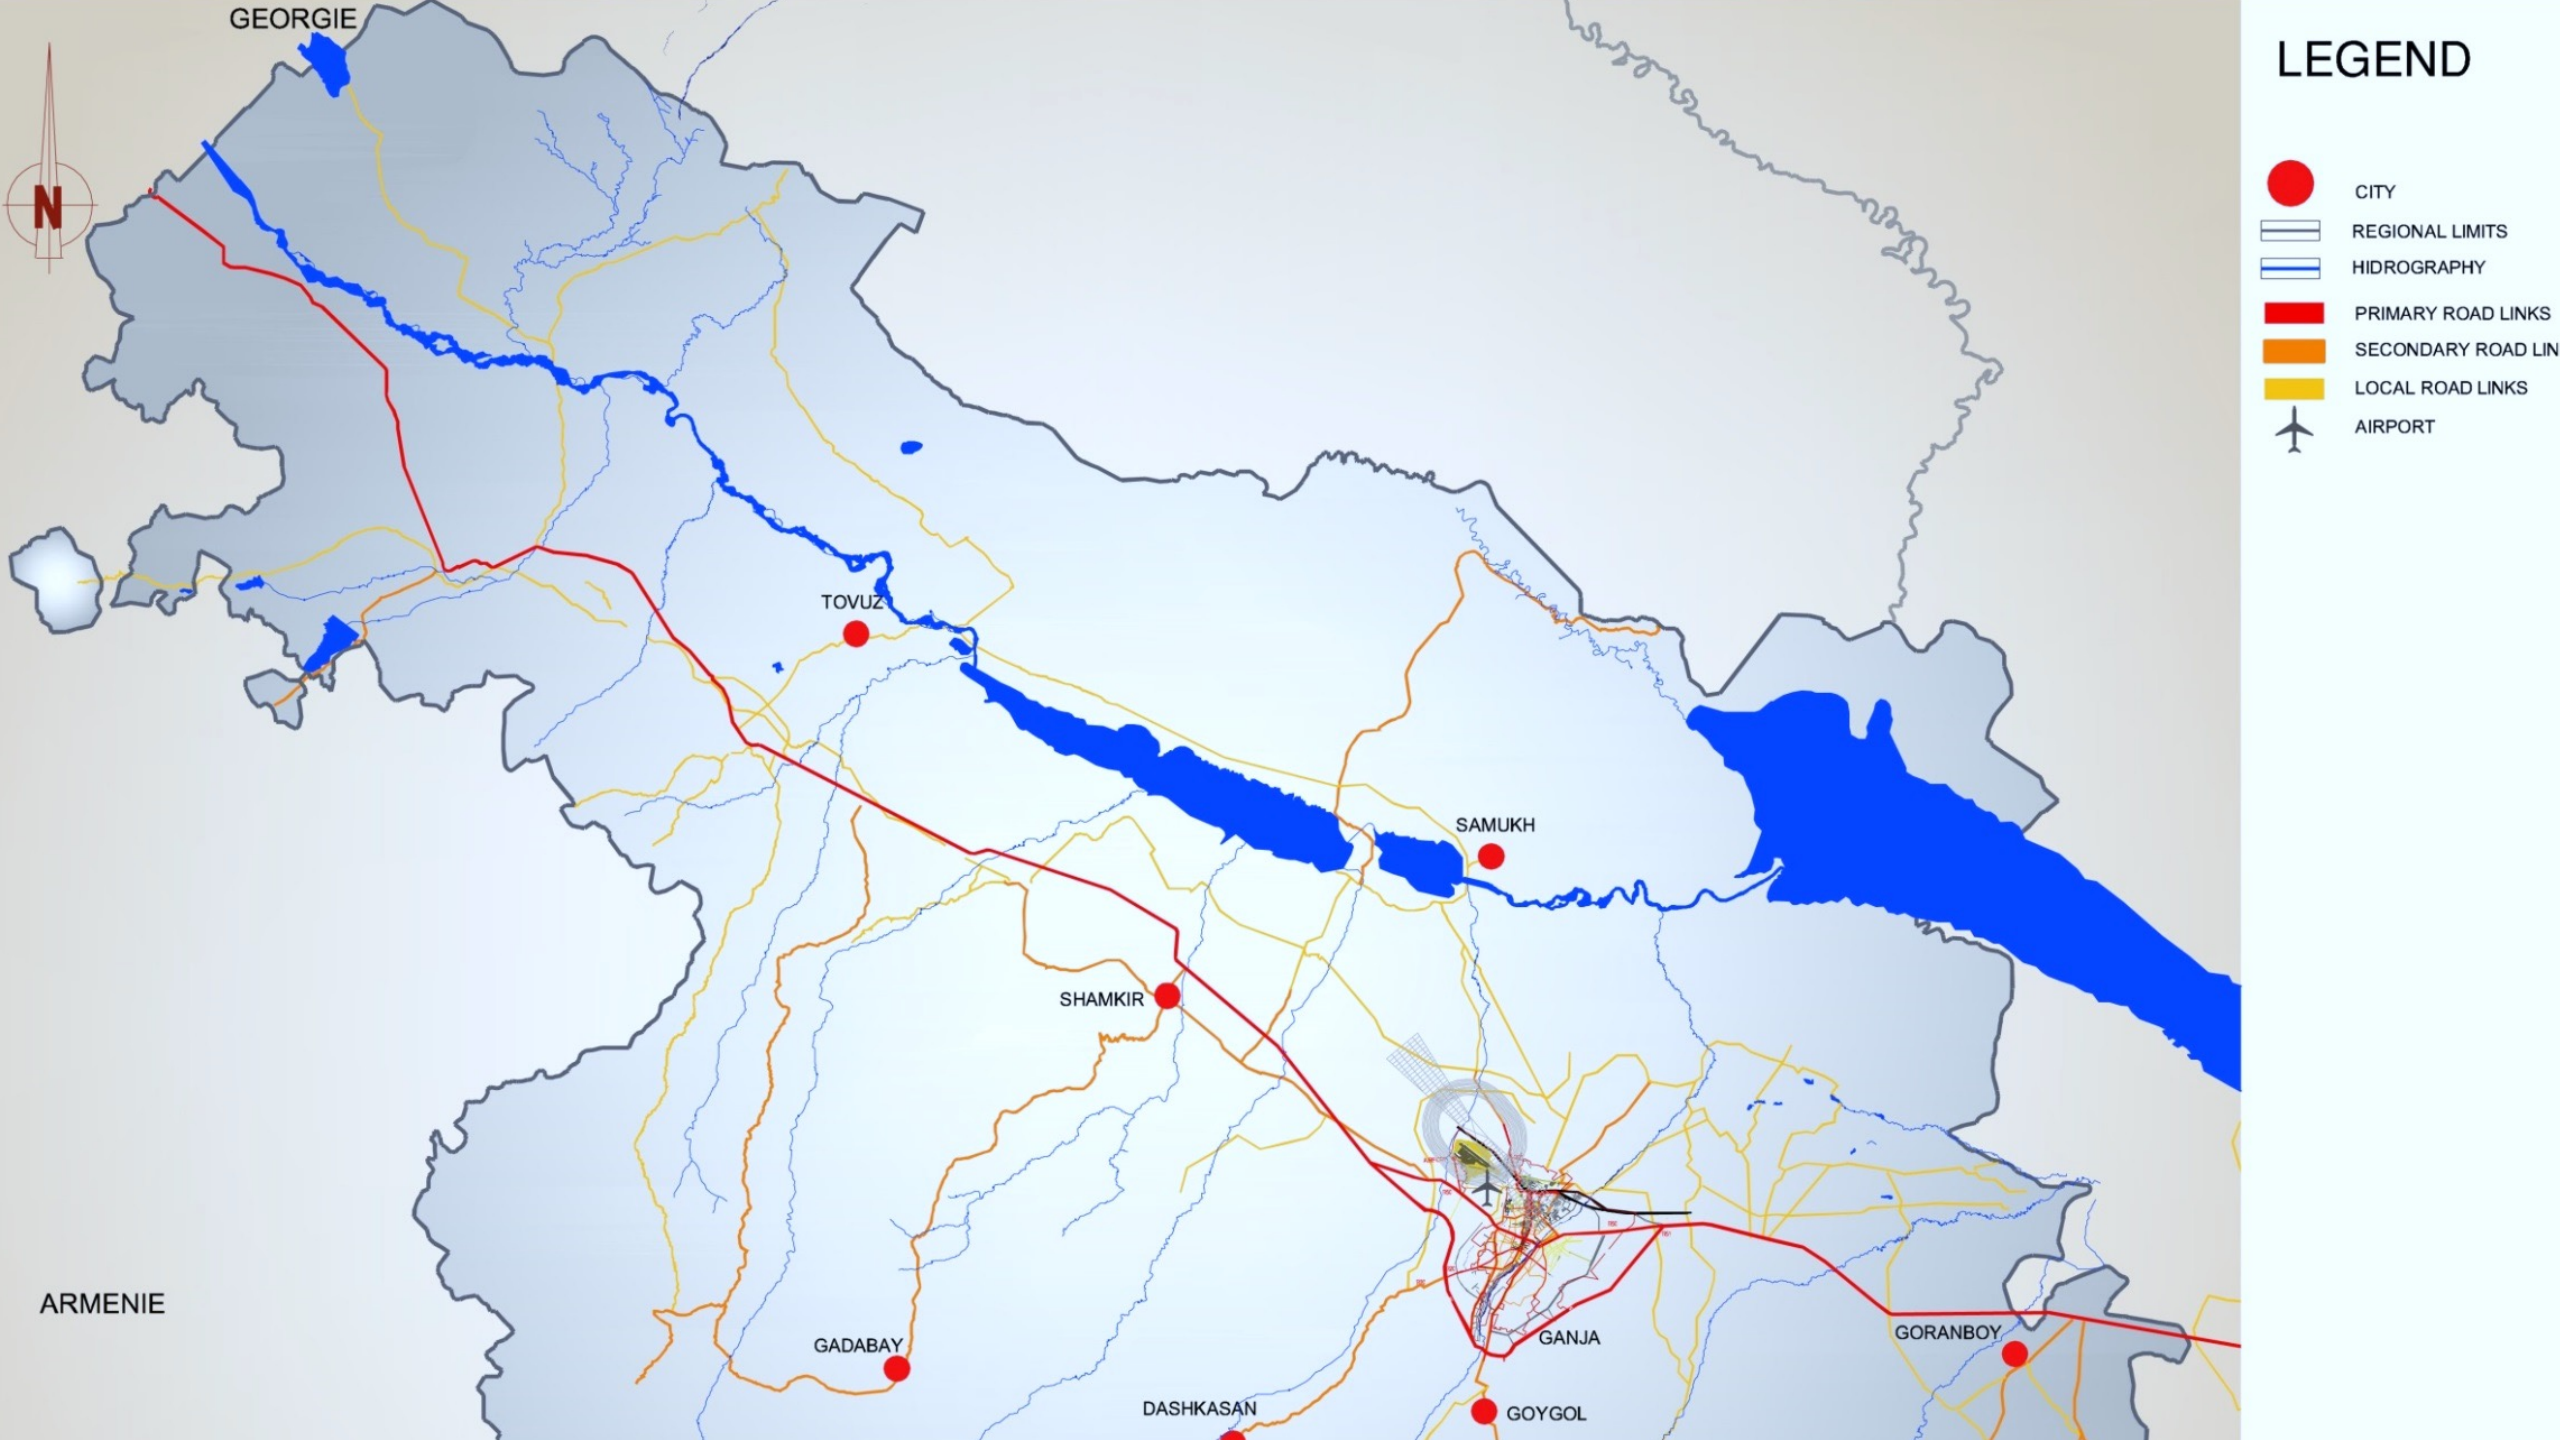 GEORGIE
LEGEND
N
CITY
REGIONAL LIMITS
HIDROGRAPHY
PRIMARY ROAD LINKS
SECONDARY ROAD LIN
LOCAL ROAD LINKS
AIRPORT
TOVUZ
SAMUKH
SHAMKIR
ARMENIE
GADABAY
GANJA
GORANBOY
DASHKASAN
GOYGOL